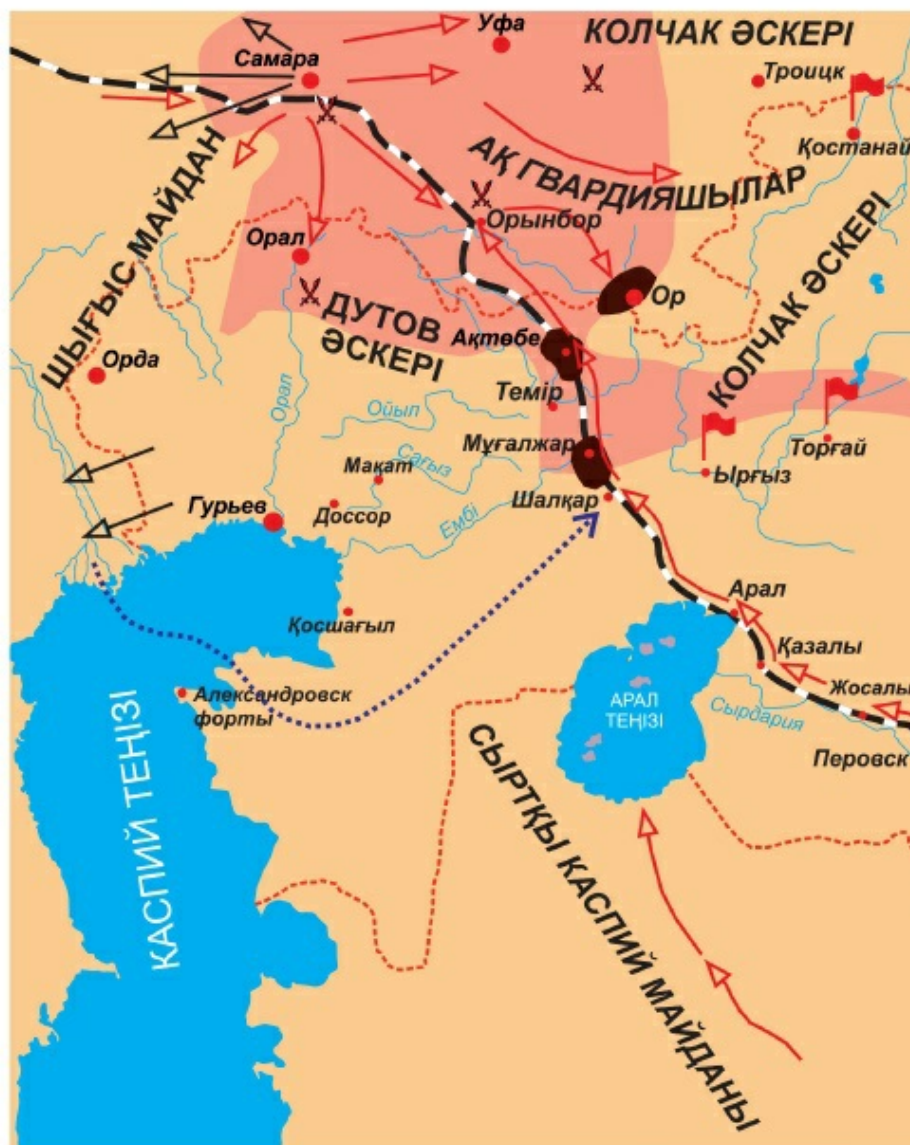 Уфа
КОЛЧАК ӘСКЕРІ
Самара
Троицк
Қостанай
АҚ ГВАРДИЯШЫЛАР
ШЫҒЫС МАЙДАН
Орынбор
Орал
Ор
КОЛЧАК ӘСКЕРІ
ДУТОВ
ӘСКЕРІ
Ақтөбе
Орда
Орал
Темір
Ойып
Торғай
Мұғалжар
Ырғыз
Сағыз
Мақат
Шалқар
Гурьев
Доссор
Ембі
Арал
Қосшағыл
Қазалы
Жосалы
Александровск
форты
АРАЛ
ТЕҢІЗІ
Сырдария
Перовск
КАСПИЙ ТЕҢІЗІ
СЫРТҚЫ КАСПИЙ МАЙДАНЫ